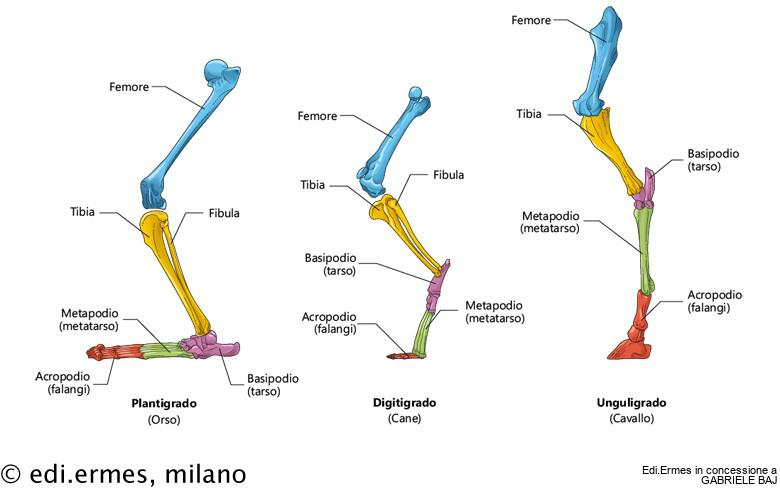 Femore
Tibia
Fibula
Metapodio
(metatarso)
Acropodio
(falangi)
Basipodio
(tarso)
Plantigrado
(Orso)
Femore
Tibia
Fibula
Basipodio
(tarso)
Acropodio
(falangi)
Metapodio
(metatarso)
Digitigrado
(Cane)
Femore
Tibia
Basipodio
(tarso)
Metapodio
(metatarso)
Acropodio
(falangi)
Unguligrado
(Cavallo)
© edi.ermes, milano
Edi.Ermes in concessione a
GABRIELE BAJ